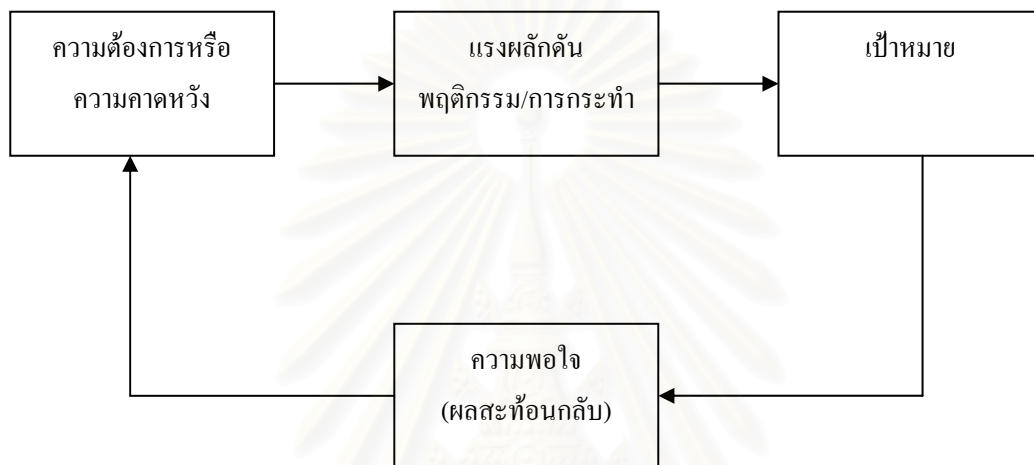 ความต้องการหรือ
ความคาดหวัง
แรงผลักดัน
พฤติกรรม/การกระทำ
เป้าหมาย
ความพอใจ
(ผลสะท้อนกลับ)